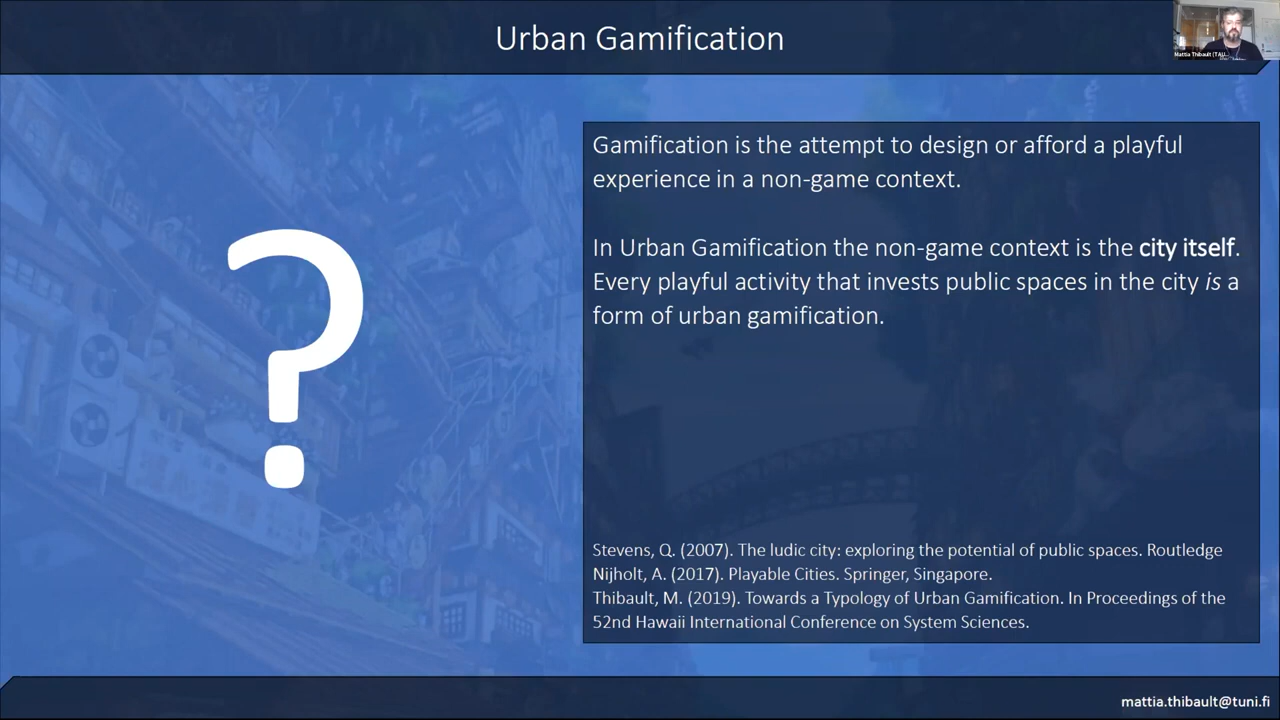 Urban Gamification
Mattia Thibault (TAU...
Gamification is the attempt to design or afford a playful
experience in a non-game context.
In Urban Gamification the non-game context is the city itself.
Every playful activity that invests public spaces in the city is a
form of urban gamification.
?
Stevens, Q. (2007). The ludic city: exploring the potential of public spaces. Routledge
Nijholt, A. (2017). Playable Cities. Springer, Singapore.
Thibault, M. (2019). Towards a Typology of Urban Gamification. In Proceedings of the
52nd Hawaii International Conference on System Sciences.
mattia.thibault@tuni.fi